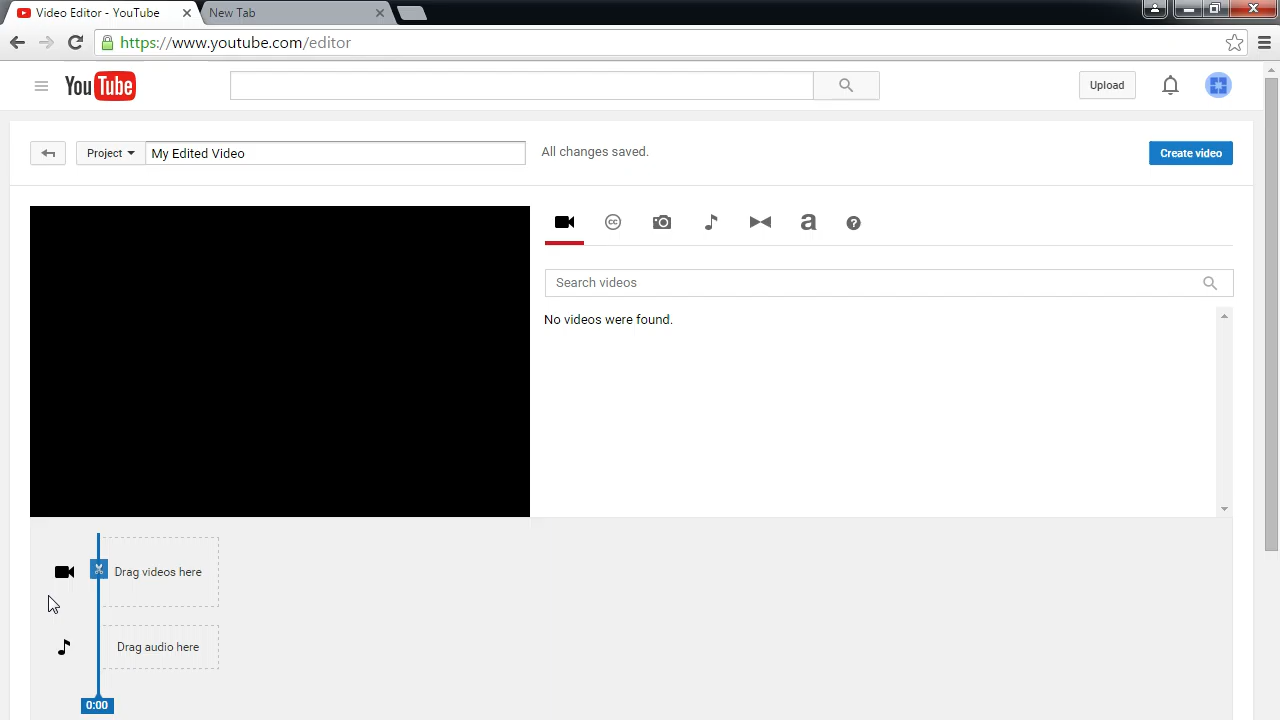 Video Editor - YouTube
New Tab
https://www.youtube.com/editor
YouTube
Upload
Project
My Edited Video
All changes saved.
Create video
CC
a
?
Search videos
No videos were found.
Drag videos here
Drag audio here
0:00